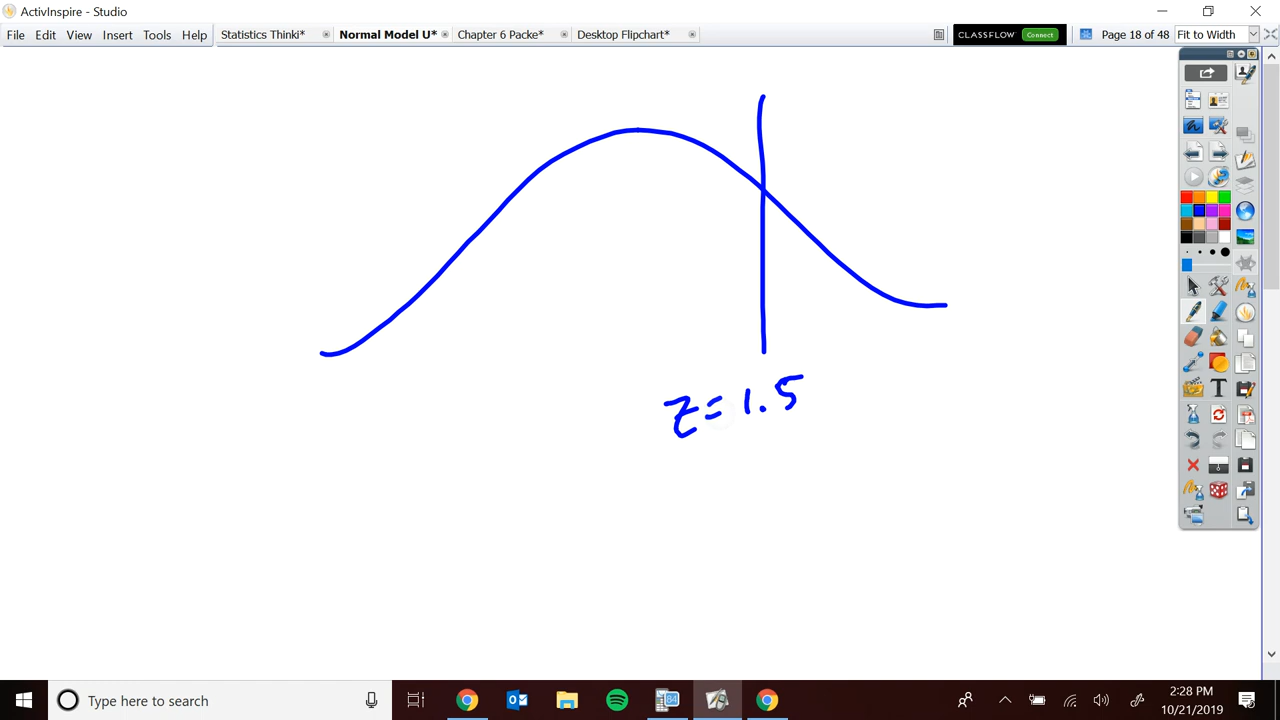 ActivInspire - Studio
File Edit View Insert Tools Help Statistics Thinki* Normal Model U* Chapter 6 Packe* Desktop Flipchart* CLASSFLOW Connect Page 18 of 48 Fit to Width
z = 1.5
Type here to search
2:28 PM
10/21/2019